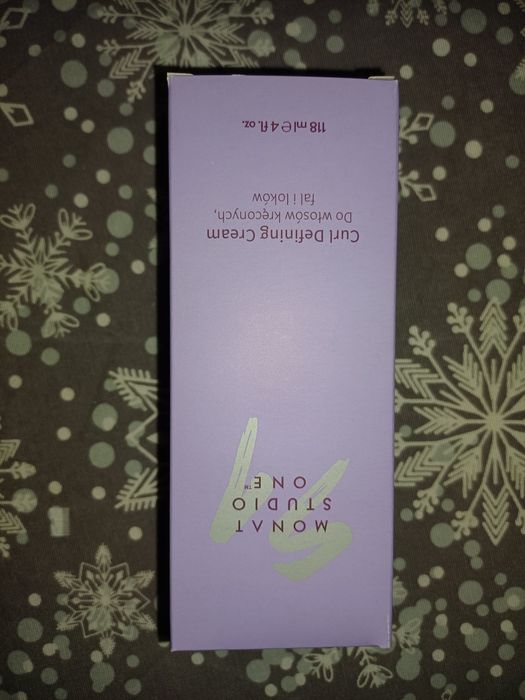 MONAT
STUDIO
ONE™
Curl Defining Cream
Do włosów kręconych,
fal i loków
118 ml ℮ 4 fl. oz.